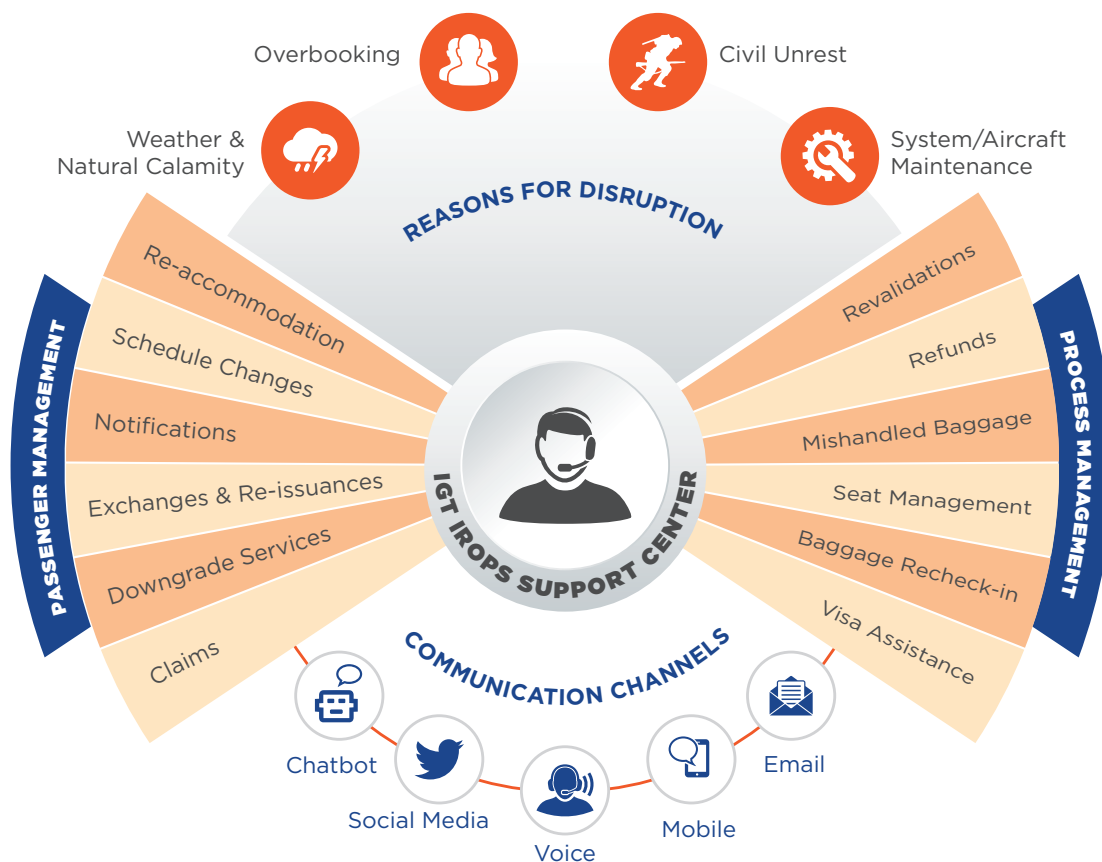 Overbooking
Civil Unrest
Weather &
Natural Calamity
System/Aircraft
Maintenance
REASONS FOR DISRUPTION
PASSENGER MANAGEMENT
Re-accommodation
Schedule Changes
Notifications
Exchanges & Re-issuances
Downgrade Services
Claims
IGT IROPS SUPPORT CENTER
PROCESS MANAGEMENT
Revalidations
Refunds
Mishandled Baggage
Seat Management
Baggage Recheck-in
Visa Assistance
COMMUNICATION CHANNELS
Chatbot
Social Media
Voice
Mobile
Email